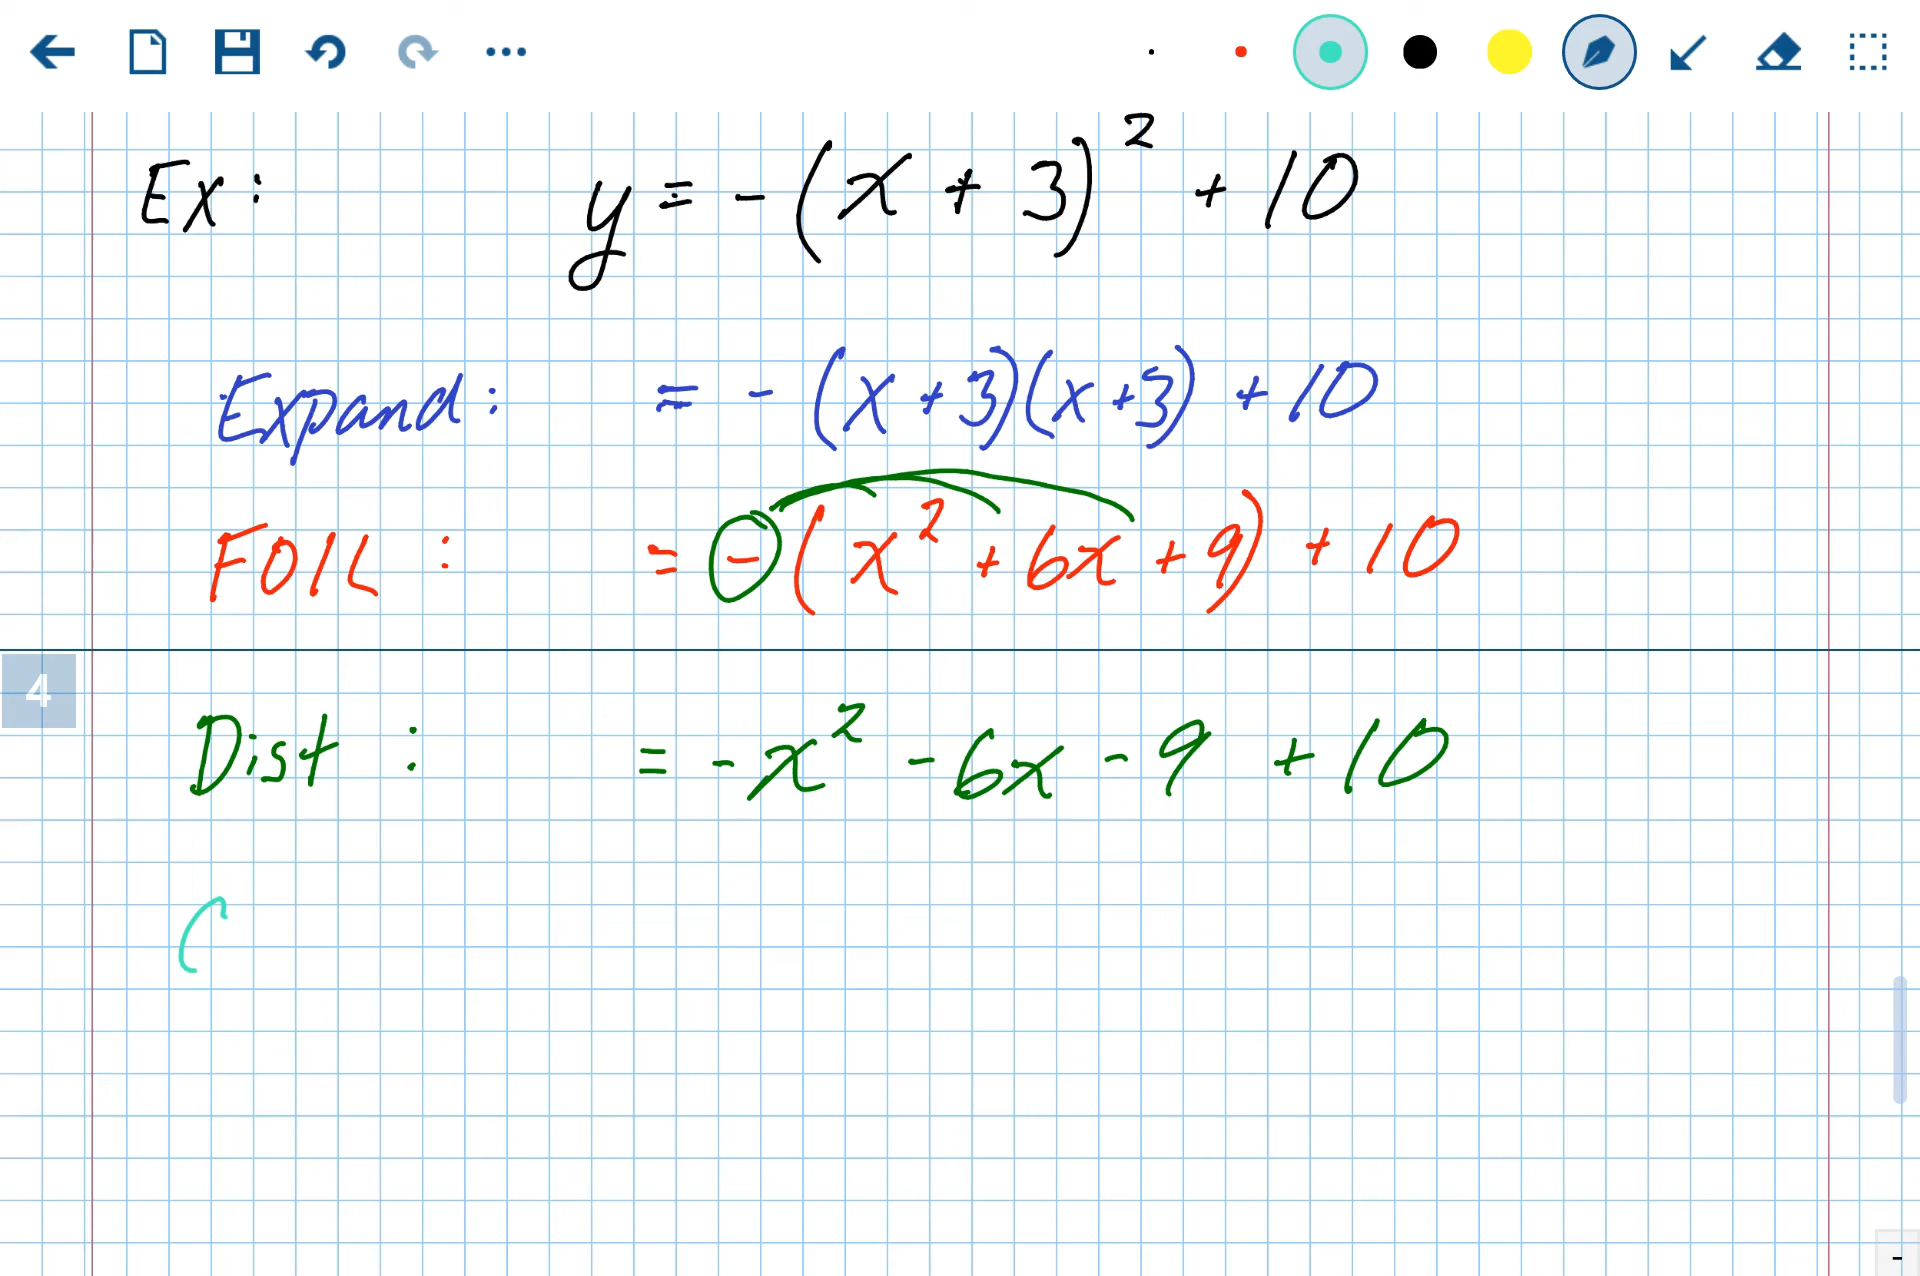 Ex: y = -(x + 3)² + 10
Expand: = -(x+3)(x+3) + 10
FOIL: = -(x² + 6x + 9) + 10
4
Dist: = -x² - 6x - 9 + 10
(